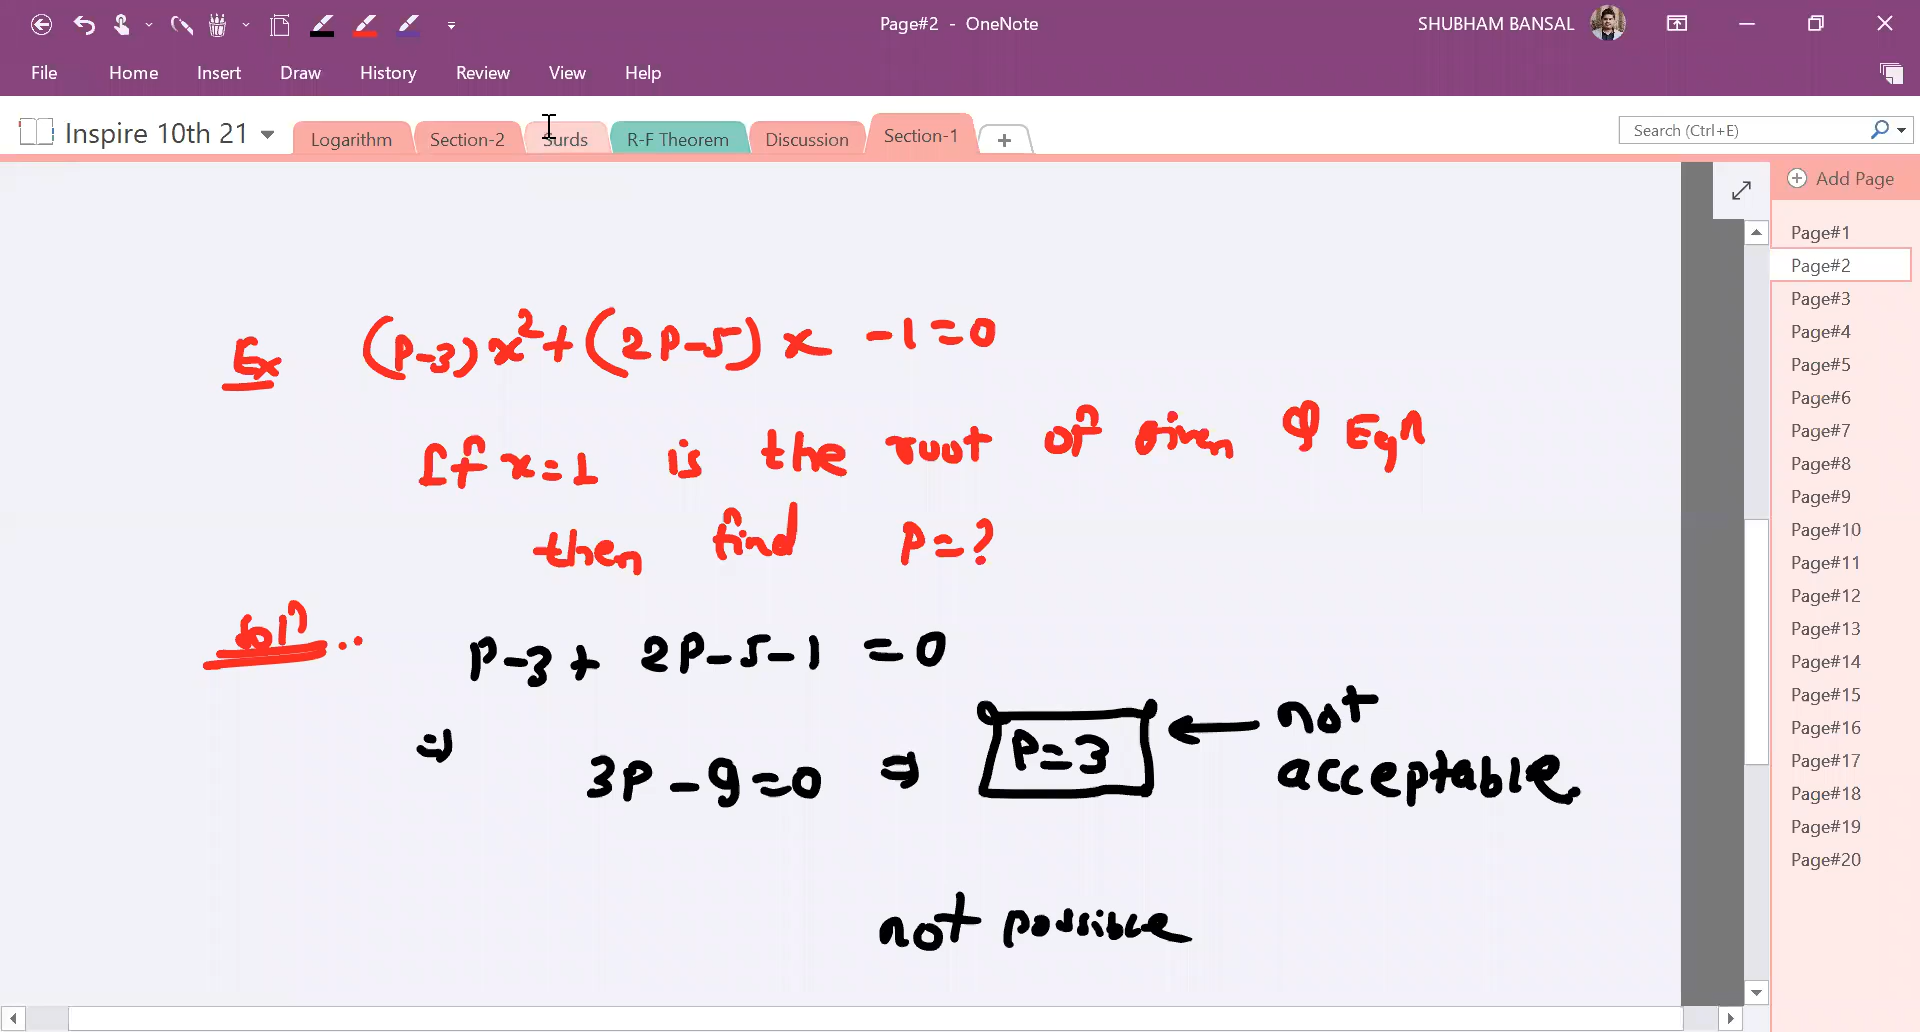 Page#2 - OneNote
SHUBHAM BANSAL
File Home Insert Draw History Review View Help
Inspire 10th 21
Logarithm Section-2 Surds R-F Theorem Discussion Section-1 +
Search (Ctrl+E)
Add Page
Page#1
Page#2
Page#3
Page#4
Page#5
Page#6
Page#7
Page#8
Page#9
Page#10
Page#11
Page#12
Page#13
Page#14
Page#15
Page#16
Page#17
Page#18
Page#19
Page#20
Ex (P-3)x²+(2P-5)x -1=0
If x=1 is the root of given Q Eqn
then find P=?
Solⁿ..
P-3+ 2P-5-1 =0
⇒ 3P-9=0 ⇒ P=3 ← not acceptable.
not possible